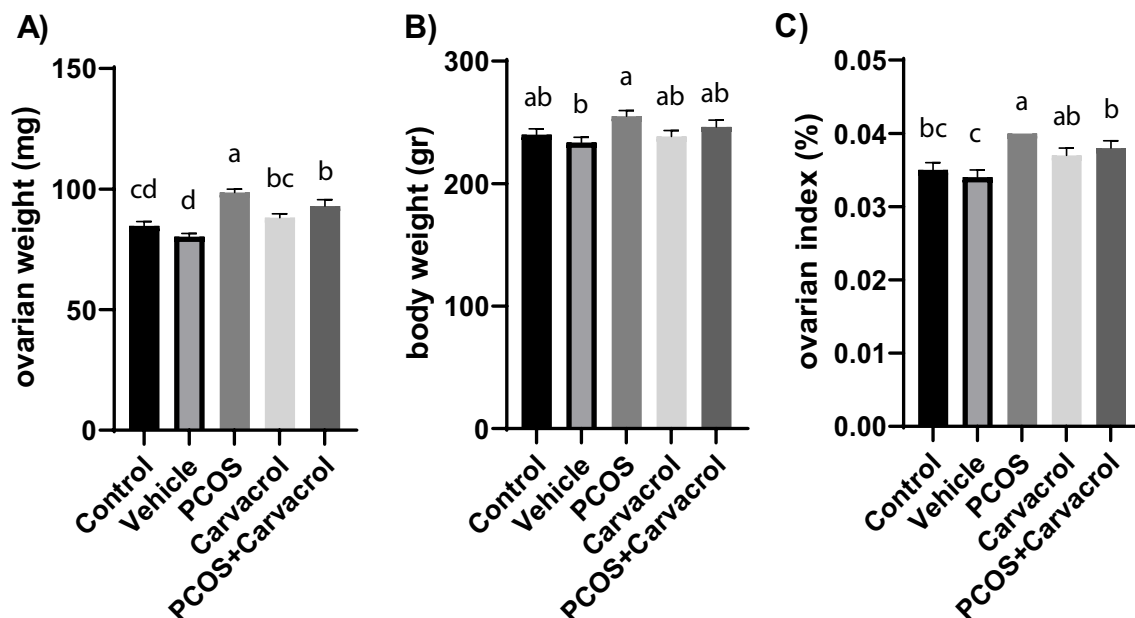 A)
ovarian weight (mg)
150
100
50
0
cd
d
a
bc
b
Control
Vehicle
PCOS
Carvacrol
PCOS+Carvacrol
B)
body weight (gr)
300
200
100
0
ab
b
a
ab
ab
Control
Vehicle
PCOS
Carvacrol
PCOS+Carvacrol
C)
ovarian index (%)
0.05
0.04
0.03
0.02
0.01
0.00
bc
c
a
ab
b
Control
Vehicle
PCOS
Carvacrol
PCOS+Carvacrol